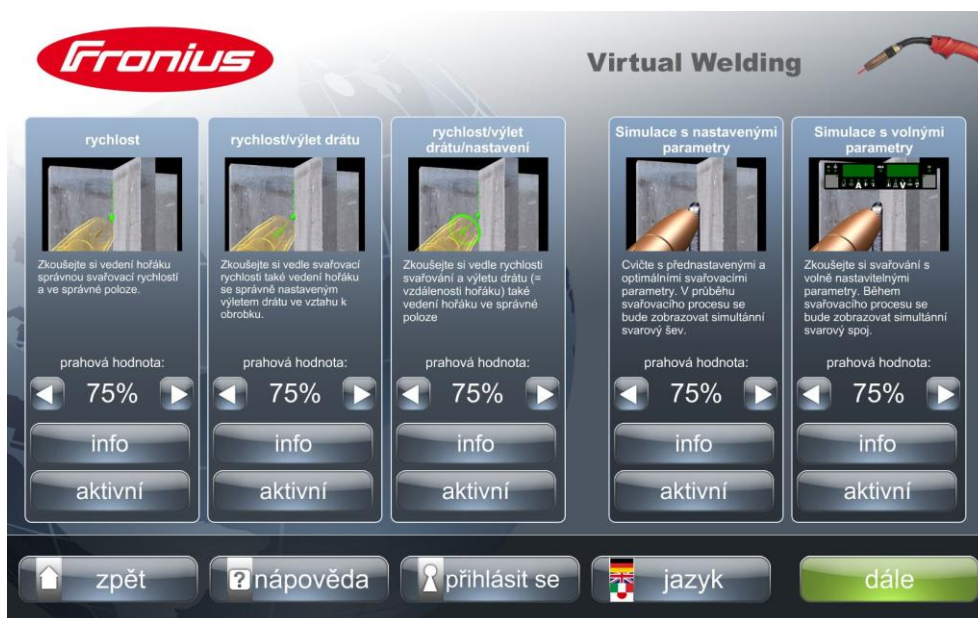 Fronius
Virtual Welding
rychlost
Zkoušejte si vedení hořáku
správnou svařovací rychlostí
a ve správné poloze.
prahová hodnota:
75%
info
aktivní
rychlost/výlet drátu
Zkoušejte si vedle svařovací
rychlosti také vedení hořáku
se správně nastaveným
výletem drátu ve vztahu k
obrobku.
prahová hodnota:
75%
info
aktivní
rychlost/výlet
drátu/nastavení
Zkoušejte si vedle rychlosti
svařování a výletu drátu (=
vzdálenosti hořáku) také
vedení hořáku ve správné
poloze
prahová hodnota:
75%
info
aktivní
Simulace s nastavenými
parametry
Cvičte s přednastavenými a
optimálními svařovacími
parametry. V průběhu
svařovacího procesu se
bude zobrazovat simultánní
svarový šev.
prahová hodnota:
75%
info
aktivní
Simulace s volnými
parametry
A V
Zkoušejte si svařování s
volně nastavitelnými
parametry. Během
svařovacího procesu se
bude zobrazovat simultánní
svarový spoj.
prahová hodnota:
75%
info
aktivní
zpět
? nápověda
přihlásit se
jazyk
dále